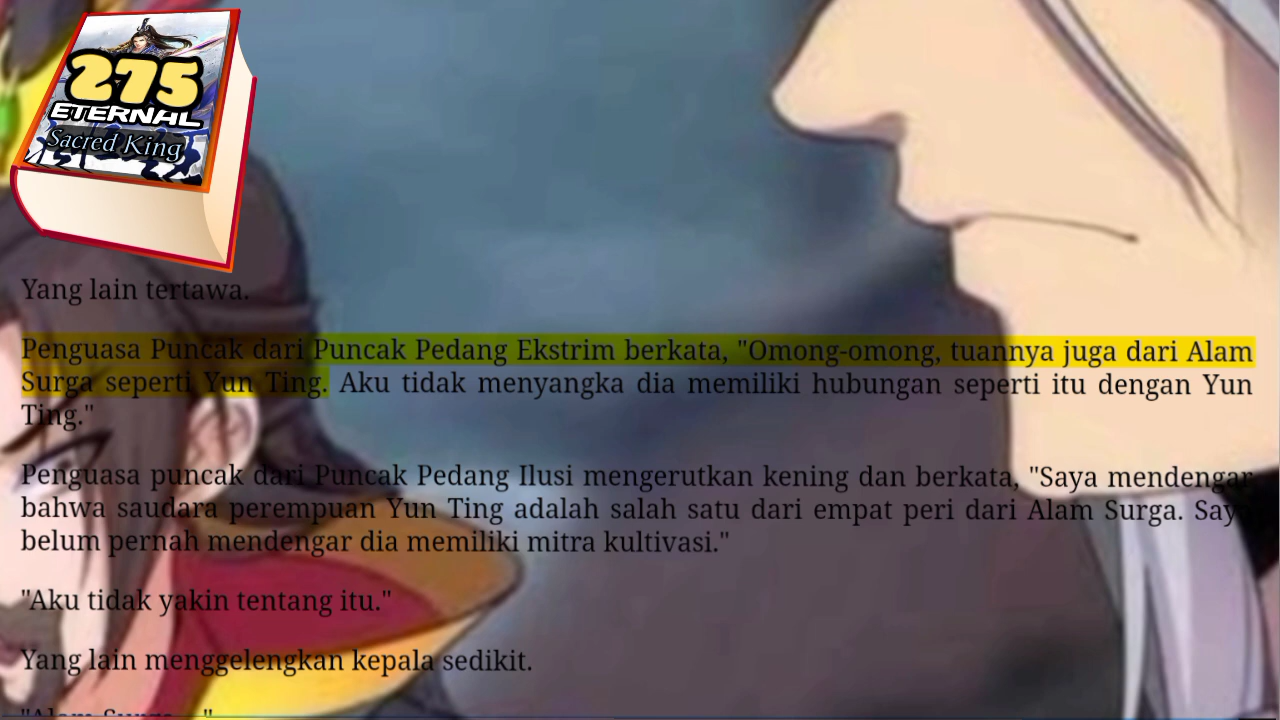 275
ETERNAL
Sacred King
Yang lain tertawa.
Penguasa Puncak dari Puncak Pedang Ekstrim berkata, "Omong-omong, tuannya juga dari Alam
Surga seperti Yun Ting. Aku tidak menyangka dia memiliki hubungan seperti itu dengan Yun
Ting."
Penguasa puncak dari Puncak Pedang Ilusi mengerutkan kening dan berkata, "Saya mendengar
bahwa saudara perempuan Yun Ting adalah salah satu dari empat peri dari Alam Surga. Saya
belum pernah mendengar dia memiliki mitra kultivasi."
"Aku tidak yakin tentang itu."
Yang lain menggelengkan kepala sedikit.